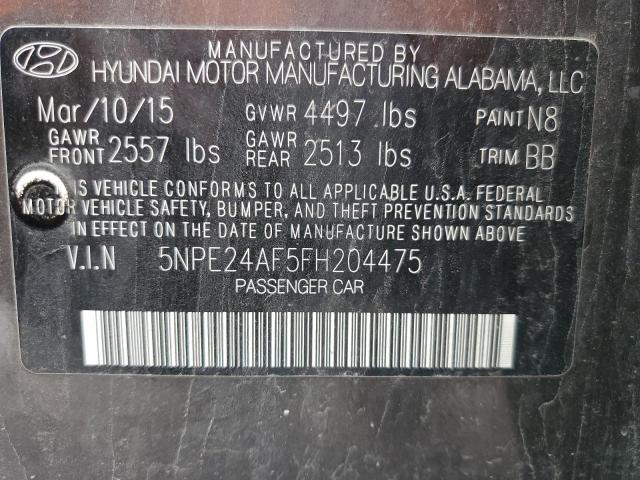 MANUFACTURED BY
HYUNDAI MOTOR MANUFACTURING ALABAMA, LLC
Mar/10/15 GVWR 4497 lbs PAINT N8
GAWR FRONT 2557 lbs GAWR REAR 2513 lbs TRIM BB
IS VEHICLE CONFORMS TO ALL APPLICABLE U.S.A. FEDERAL
MOTOR VEHICLE SAFETY, BUMPER, AND THEFT PREVENTION STANDARDS
IN EFFECT ON THE DATE OF MANUFACTURE SHOWN ABOVE.
V.I.N 5NPE24AF5FH204475
PASSENGER CAR